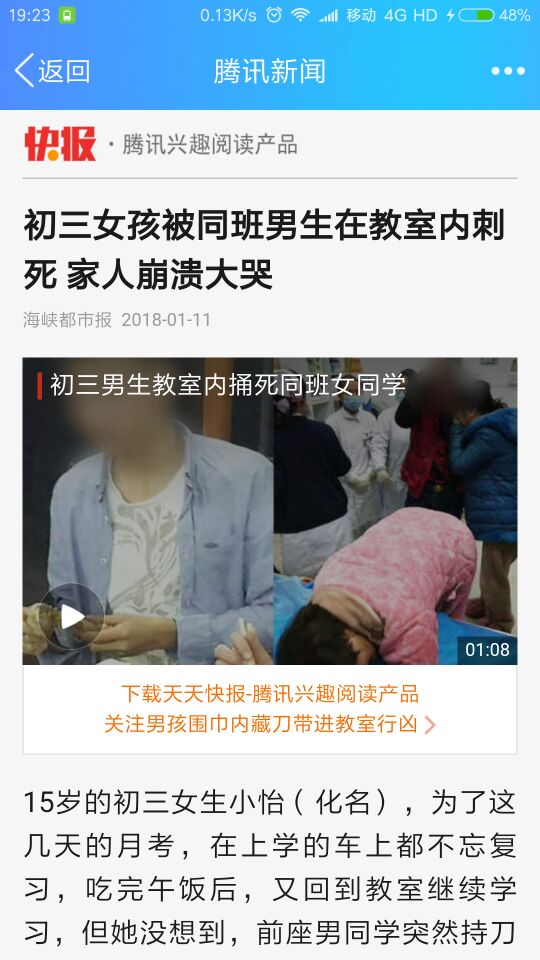 19:23 0.13K/s 移动 4G HD 48%
返回 腾讯新闻
快报 · 腾讯兴趣阅读产品
初三女孩被同班男生在教室内刺
死 家人崩溃大哭
海峡都市报 2018-01-11
初三男生教室内捅死同班女同学
01:08
下载天天快报-腾讯兴趣阅读产品
关注男孩围巾内藏刀带进教室行凶
15岁的初三女生小怡（化名），为了这
几天的月考，在上学的车上都不忘复
习，吃完午饭后，又回到教室继续学
习，但她没想到，前座男同学突然持刀